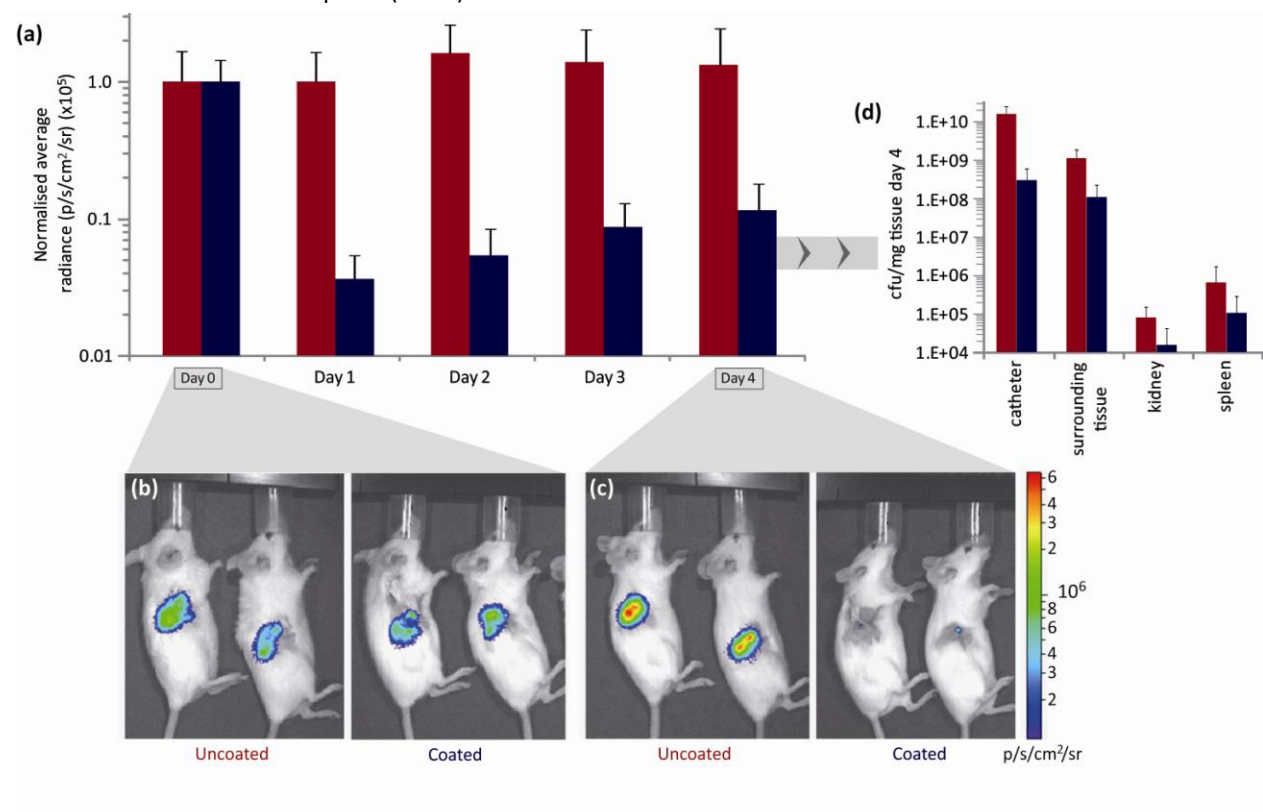 (a)
Normalised average
radiance (p/s/cm²/sr) (x10⁵)
1.0
0.1
0.01
Day 0
Day 1
Day 2
Day 3
Day 4
(d)
cfu/mg tissue day 4
1.E+10
1.E+09
1.E+08
1.E+07
1.E+06
1.E+05
1.E+04
catheter
surrounding
tissue
kidney
spleen
(b)
Uncoated
Coated
(c)
Uncoated
Coated
6
4
3
2
10⁶
8
6
4
3
2
p/s/cm²/sr